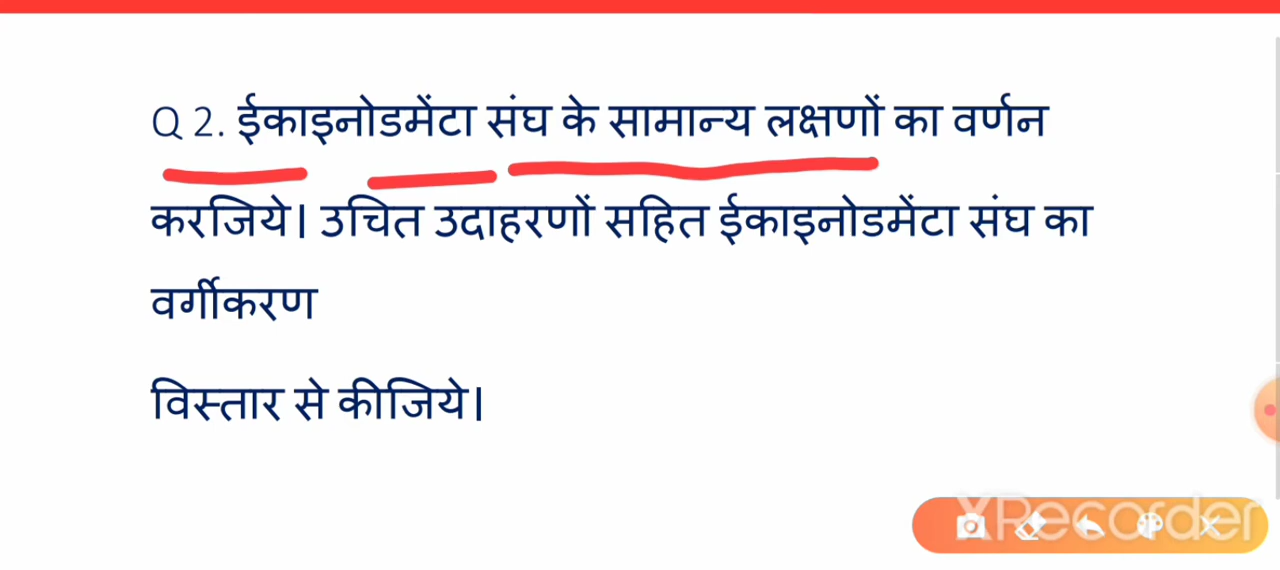 Q 2. ईकाइनोडमेंटा संघ के सामान्य लक्षणों का वर्णन
करजिये। उचित उदाहरणों सहित ईकाइनोडमेंटा संघ का
वर्गीकरण
विस्तार से कीजिये।
XRecorder